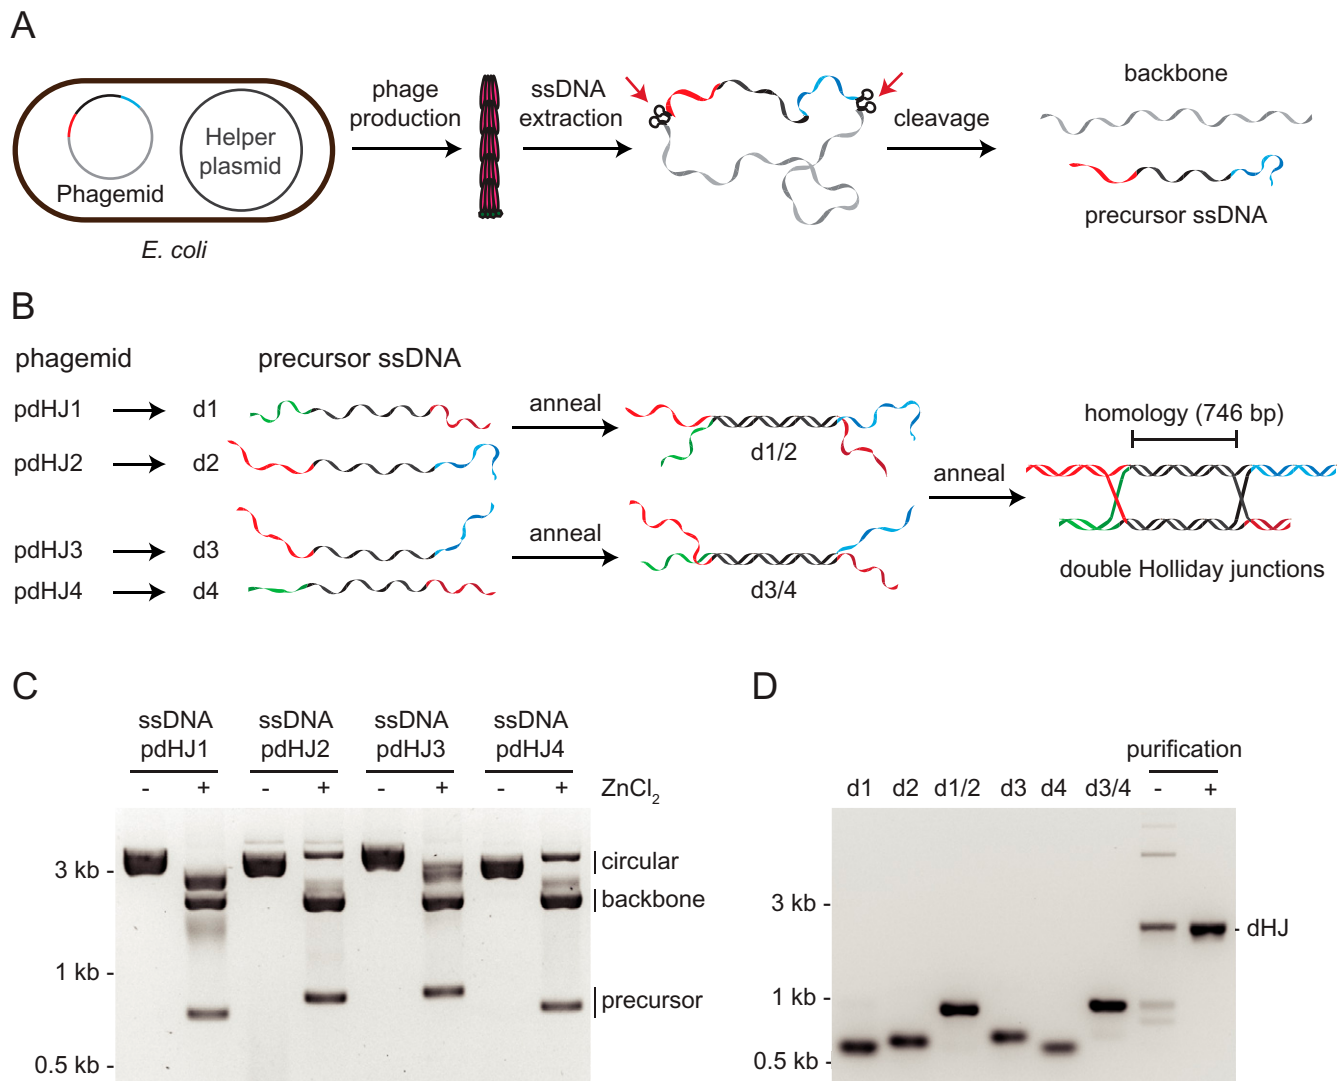 A
Phagemid
Helper
plasmid
E. coli
phage
production
ssDNA
extraction
cleavage
backbone
precursor ssDNA
B
phagemid
precursor ssDNA
pdHJ1
d1
pdHJ2
d2
pdHJ3
d3
pdHJ4
d4
anneal
anneal
d1/2
d3/4
anneal
homology (746 bp)
double Holliday junctions
C
ssDNA
pdHJ1
ssDNA
pdHJ2
ssDNA
pdHJ3
ssDNA
pdHJ4
- + - + - + - + ZnCl₂
3 kb -
1 kb -
0.5 kb -
circular
backbone
precursor
D
purification
d1 d2 d1/2 d3 d4 d3/4 - +
3 kb -
1 kb -
0.5 kb -
- dHJ